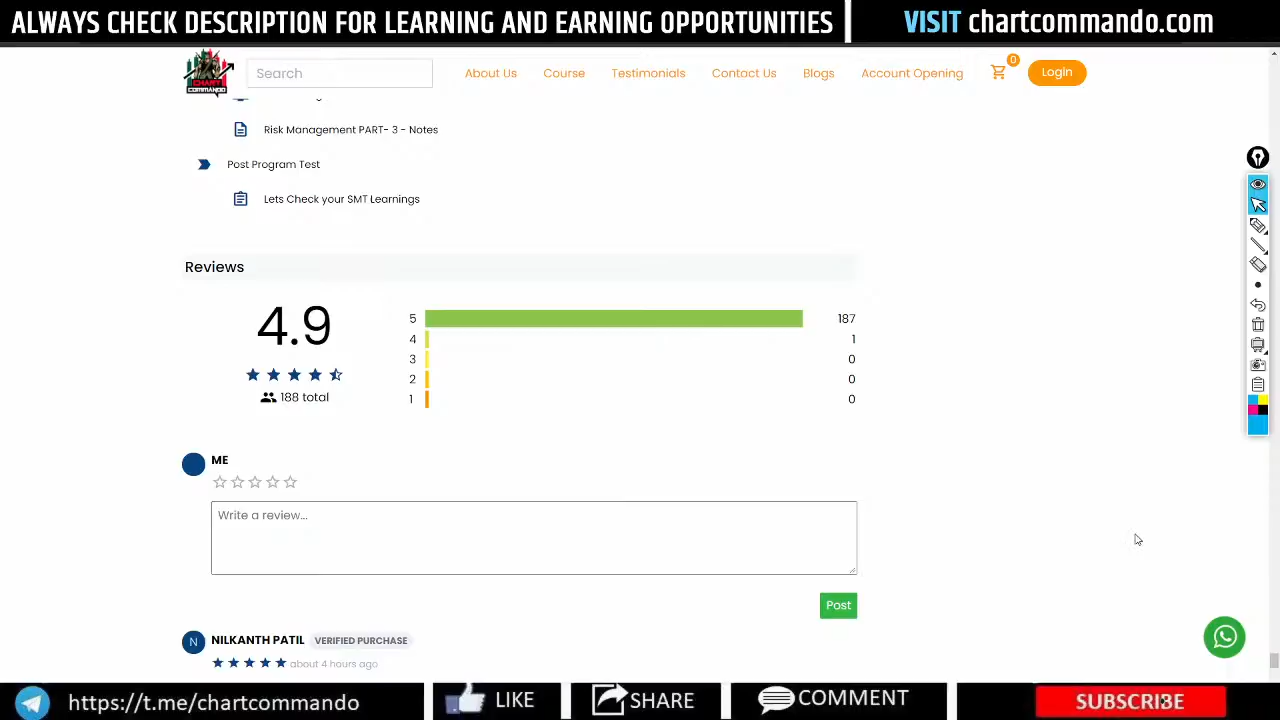 ALWAYS CHECK DESCRIPTION FOR LEARNING AND EARNING OPPORTUNITIES
VISIT chartcommando.com
CHART
COMMANDO
Search
About Us
Course
Testimonials
Contact Us
Blogs
Account Opening
0
Login
Risk Management PART- 3 - Notes
Post Program Test
Lets Check your SMT Learnings
Reviews
4.9
188 total
5 187
4 1
3 0
2 0
1 0
ME
Write a review...
Post
N
NILKANTH PATIL VERIFIED PURCHASE
about 4 hours ago
https://t.me/chartcommando
LIKE
SHARE
COMMENT
SUBSCRIBE